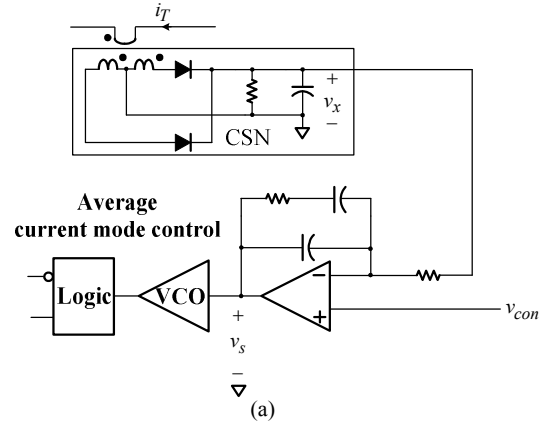 i_T
+
v_x
−
CSN
Average
current mode control
Logic
VCO
−
+
v_con
+
v_s
−
(a)